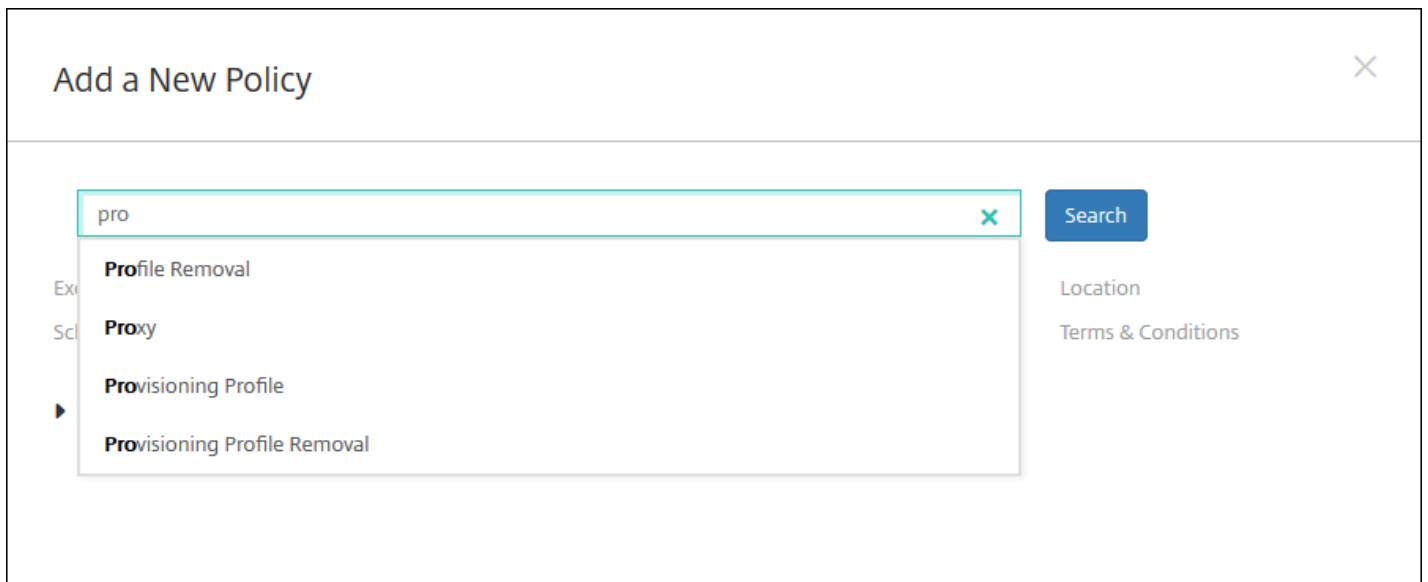 Add a New Policy
pro
Search
Profile Removal
Location
Proxy
Terms & Conditions
Provisioning Profile
Provisioning Profile Removal